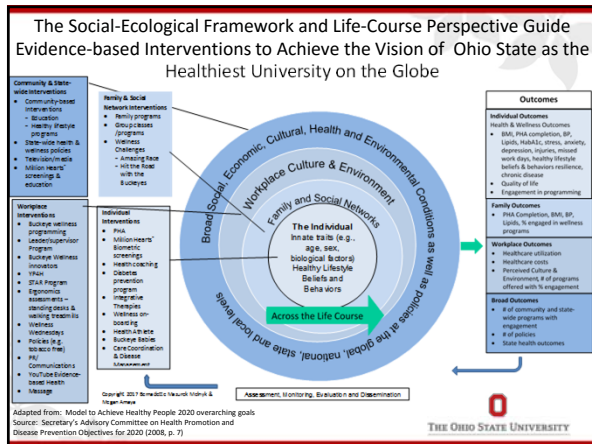 The Social-Ecological Framework and Life-Course Perspective Guide
Evidence-based Interventions to Achieve the Vision of Ohio State as the
Healthiest University on the Globe
Community & State-
wide Interventions
• Community-based
Interventions
– Education
– Healthy lifestyle
programs
• State-wide health &
wellness policies
• Television/media
• Million Hearts'
screenings &
education
Family & Social
Network Interventions
• Family programs
• Group classes
/programs
• Wellness
Challenges
– Amazing Race
– Hit the Road
with the
Buckeyes
Workplace
Interventions
• Buckeye wellness
programming
• Leader/supervisor
Program
• Buckeye Wellness
Innovators
• YP4H
• STAR Program
• Ergonomics
assessments –
standing desks &
walking treadmills
• Wellness
Wednesdays
• Policies (e.g.
tobacco free)
• PR/
Communications
• YouTube Evidence-
based Health
• Massage
Individual
Interventions
• PHA
• Million Hearts'
Biometric
screenings
• Health coaching
• Diabetes
prevention
program
• Integrative
Therapies
• Wellness on-
boarding
• Health Athlete
• Buckeye Babies
• Care Coordination
& Disease
Management
Broad Social, Economic, Cultural, Health and Environmental Conditions as well as policies at the global, national, state and local levels
Workplace Culture & Environment
Family and Social Networks
The Individual
Innate traits (e.g.,
age, sex,
biological factors)
Healthy Lifestyle
Beliefs and
Behaviors
Across the Life Course
Outcomes
Individual Outcomes
Health & Wellness Outcomes
• BMI, PHA completion, BP,
Lipids, HabA1c, stress, anxiety,
depression, injuries, missed
work days, healthy lifestyle
beliefs & behaviors resilience,
chronic disease
• Quality of life
• Engagement in programming
Family Outcomes
• PHA Completion, BMI, BP,
Lipids, % engaged in wellness
programs
Workplace Outcomes
• Healthcare utilization
• Healthcare costs
• Perceived Culture &
Environment, # of programs
offered with % engagement
Broad Outcomes
• # of community and state-
wide programs with
engagement
• # of policies
• State health outcomes
Copyright 2017
&
Megan Amaya
Assessment, Monitoring, Evaluation and Dissemination
Adapted from: Model to Achieve Healthy People 2020 overarching goals
Source: Secretary's Advisory Committee on Health Promotion and
Disease Prevention Objectives for 2020 (2008, p. 7)
THE OHIO STATE UNIVERSITY